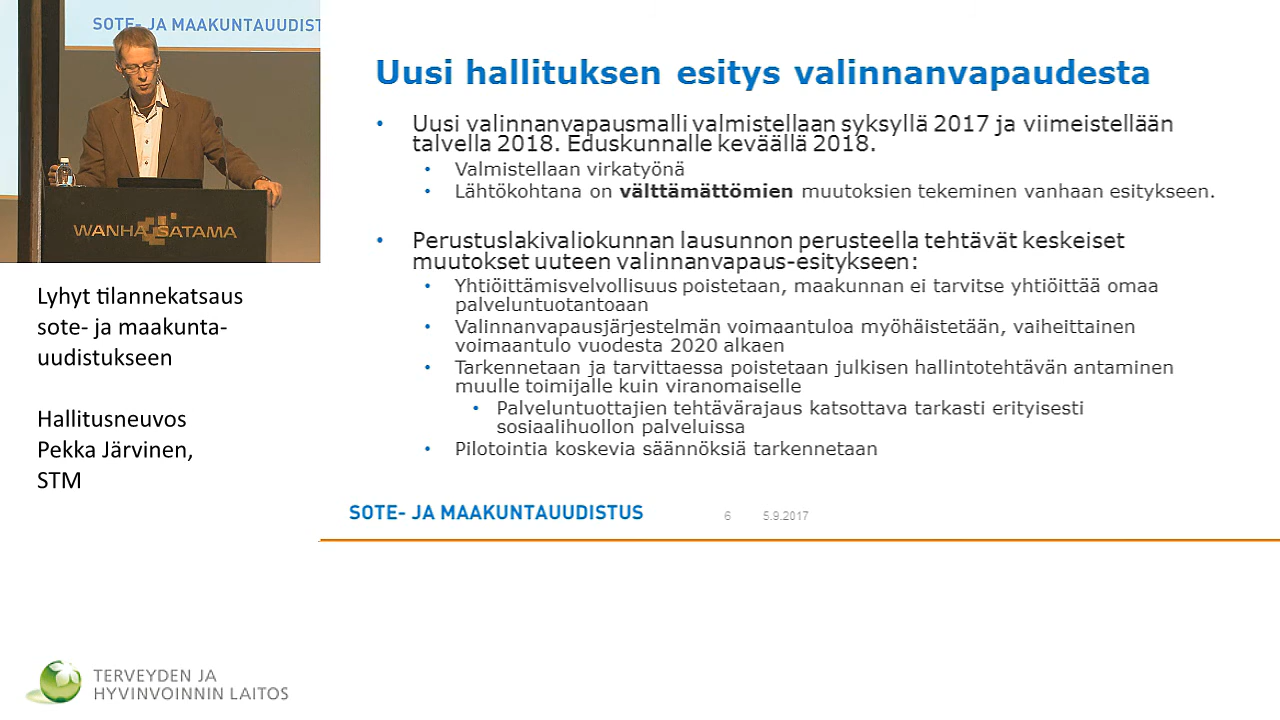 SOTE- JA MAAKUNTAUUDIST
WANHA SATAMA
Lyhyt tilannekatsaus
sote- ja maakunta-
uudistukseen
Hallitusneuvos
Pekka Järvinen,
STM
Uusi hallituksen esitys valinnanvapaudesta
• Uusi valinnanvapausmalli valmistellaan syksyllä 2017 ja viimeistellään
talvella 2018. Eduskunnalle keväällä 2018.
• Valmistellaan virkatyönä
• Lähtökohtana on välttämättömien muutoksien tekeminen vanhaan esitykseen.
• Perustuslakivaliokunnan lausunnon perusteella tehtävät keskeiset
muutokset uuteen valinnanvapaus-esitykseen:
• Yhtiöittämisvelvollisuus poistetaan, maakunnan ei tarvitse yhtiöittää omaa
palveluntuotantoaan
• Valinnanvapausjärjestelmän voimaantuloa myöhäistetään, vaiheittainen
voimaantulo vuodesta 2020 alkaen
• Tarkennetaan ja tarvittaessa poistetaan julkisen hallintotehtävän antaminen
muulle toimijalle kuin viranomaiselle
• Palveluntuottajien tehtävärajaus katsottava tarkasti erityisesti
sosiaalihuollon palveluissa
• Pilotointia koskevia säännöksiä tarkennetaan
SOTE- JA MAAKUNTAUUDISTUS 6 5.9.2017
TERVEYDEN JA
HYVINVOINNIN LAITOS